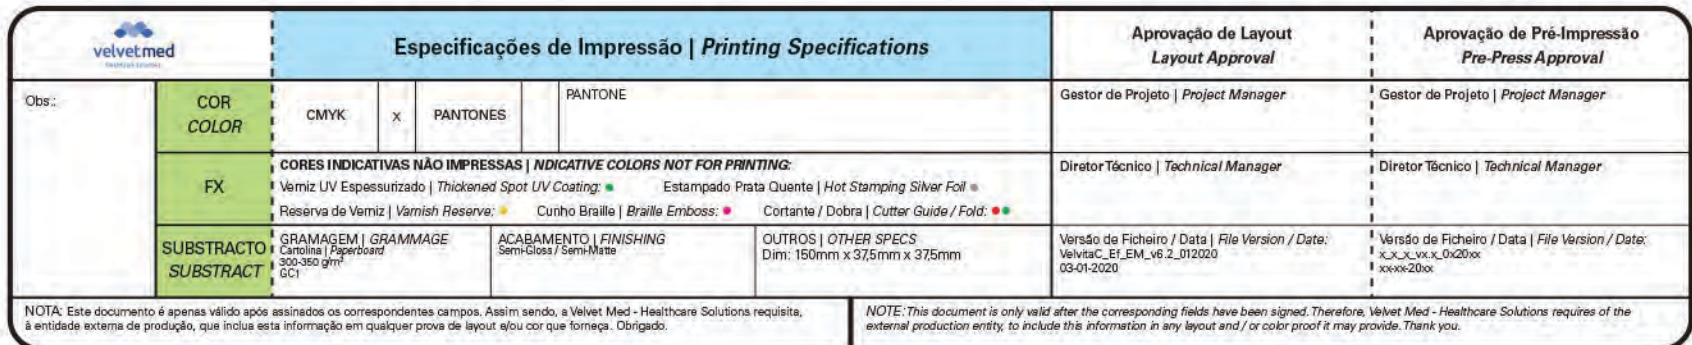 velvetmed
Especificações de Impressão | Printing Specifications
Aprovação de Layout
Layout Approval
Aprovação de Pré-Impressão
Pre-Press Approval
Obs.:
COR
COLOR
CMYK
x
PANTONES
PANTONE
Gestor de Projeto | Project Manager
Gestor de Projeto | Project Manager
FX
CORES INDICATIVAS NÃO IMPRESSAS | NDICATIVE COLORS NOT FOR PRINTING:
Verniz UV Espessurizado | Thickened Spot UV Coating:
Estampado Prata Quente | Hot Stamping Silver Foil
Reserva de Verniz | Varnish Reserve:
Cunho Braille | Braille Emboss:
Cortante / Dobra | Cutter Guide / Fold:
Diretor Técnico | Technical Manager
Diretor Técnico | Technical Manager
SUBSTRACTO
SUBSTRACT
GRAMAGEM | GRAMMAGE
Cartolina | Paperboard
300-350 g/m²
GC1
ACABAMENTO | FINISHING
Semi-Gloss / Semi-Matte
OUTROS | OTHER SPECS
Dim: 150mm x 37,5mm x 37,5mm
Versão de Ficheiro / Data | File Version / Date:
VelvitaC_Ef_EM_v6.2_012020
03-01-2020
Versão de Ficheiro / Data | File Version / Date:
x_x_x_vx.x_0x20xx
xx-xx-20xx
NOTA: Este documento é apenas válido após assinados os correspondentes campos. Assim sendo, a Velvet Med - Healthcare Solutions requisita,
à entidade externa de produção, que inclua esta informação em qualquer prova de layout e/ou cor que forneça. Obrigado.
NOTE: This document is only valid after the corresponding fields have been signed. Therefore, Velvet Med - Healthcare Solutions requires of the
external production entity, to include this information in any layout and / or color proof it may provide. Thank you.